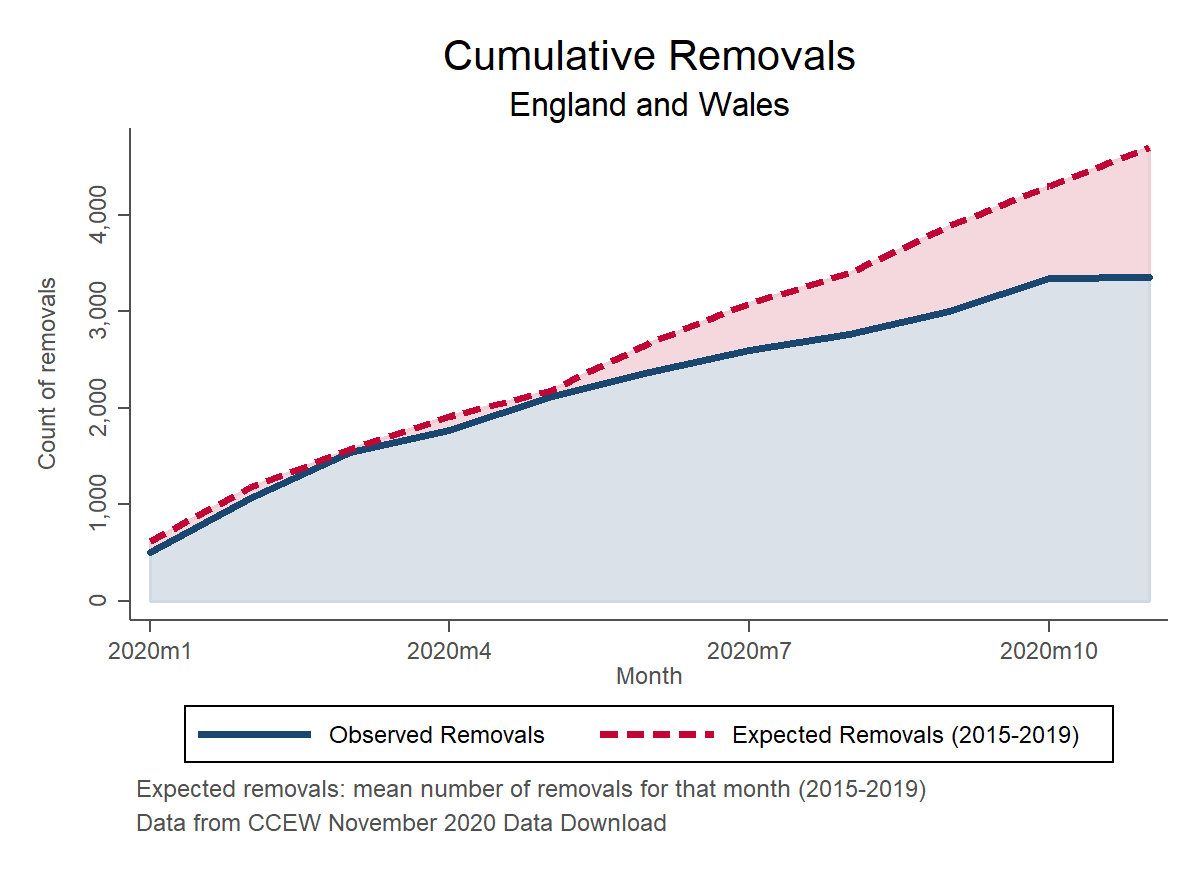 Cumulative Removals
England and Wales
Count of removals
4,000
3,000
2,000
1,000
0
2020m1 2020m4 2020m7 2020m10
Month
Observed Removals Expected Removals (2015-2019)
Expected removals: mean number of removals for that month (2015-2019)
Data from CCEW November 2020 Data Download